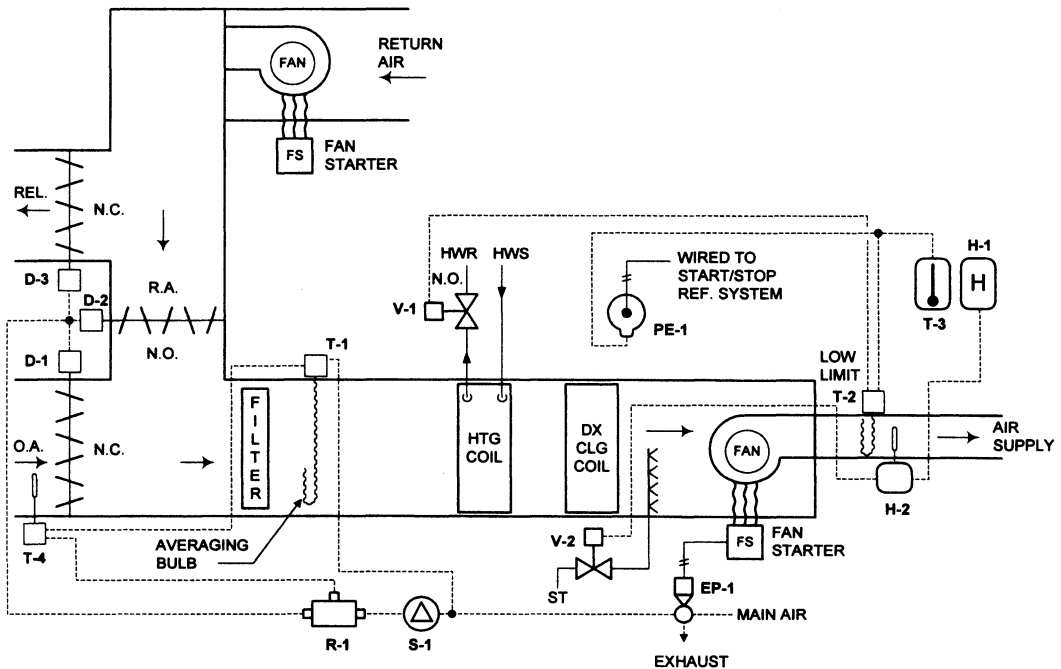 RETURN
AIR
FAN
FS
FAN
STARTER
REL.
N.C.
D-3
D-2
R.A.
D-1
N.O.
HWR
HWS
N.O.
V-1
WIRED TO
START/STOP
REF. SYSTEM
PE-1
H-1
H
T-3
T-1
LOW
LIMIT
T-2
O.A.
N.C.
FILTER
HTG
COIL
DX
CLG
COIL
FAN
AIR
SUPPLY
H-2
T-4
AVERAGING
BULB
V-2
ST
FS
FAN
STARTER
EP-1
MAIN AIR
R-1
S-1
EXHAUST